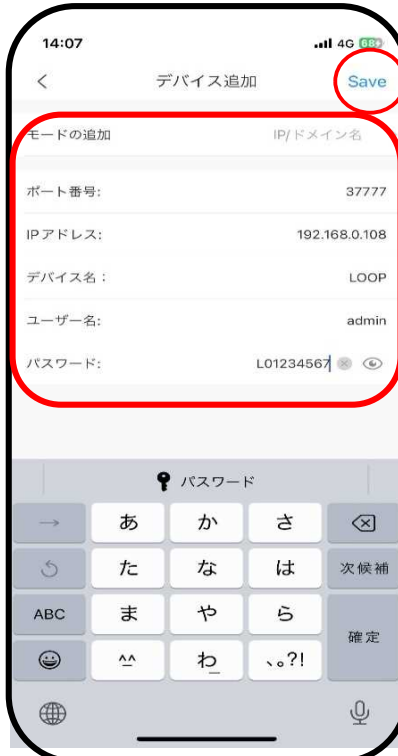 14:07 4G 68
デバイス追加 Save
モードの追加 IP/ドメイン名
ポート番号: 37777
IPアドレス: 192.168.0.108
デバイス名： LOOP
ユーザー名: admin
パスワード: L01234567
パスワード
→ あ か さ
た な は 次候補
ABC ま や ら
^^ わ_ 、。?! 確定